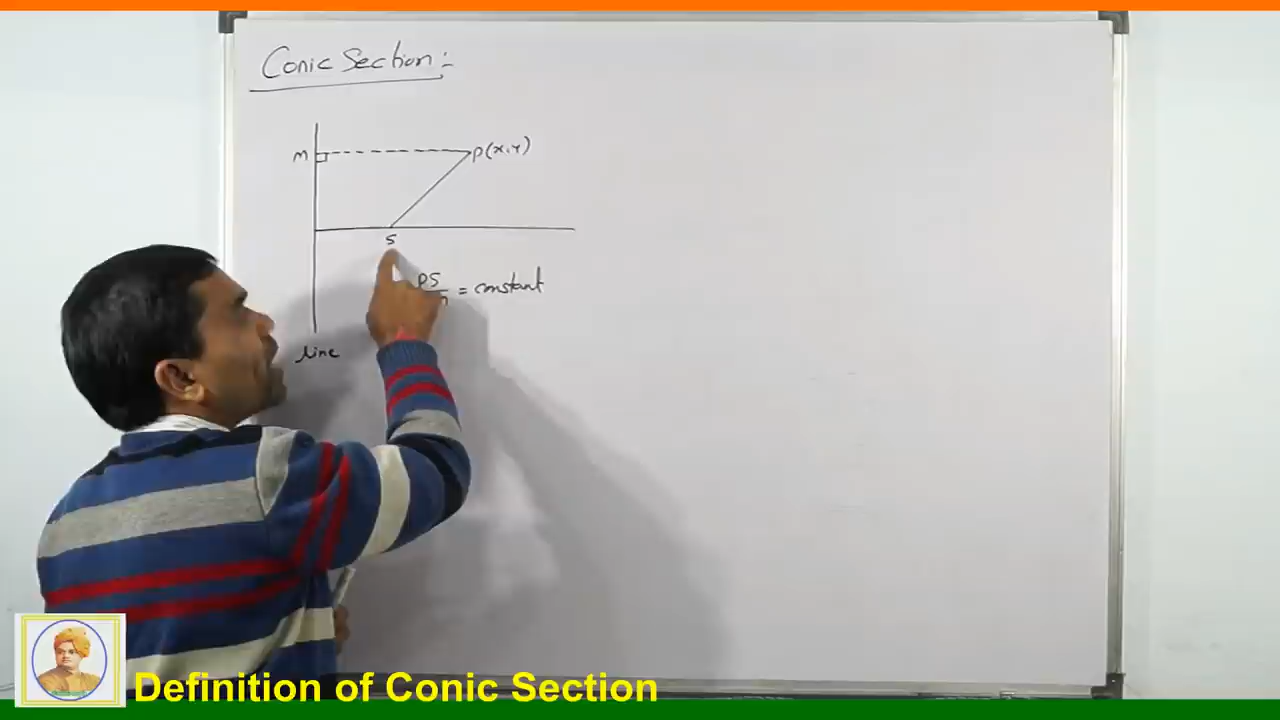 Conic Section:-
M
P(x,y)
S
PS
= constant
Line
Definition of Conic Section